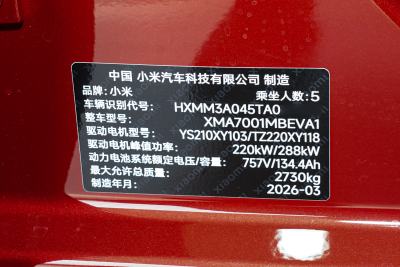 中国 小米汽车科技有限公司 制造
品牌: 小米 乘坐人数: 5
车辆识别代号: HXMM3A045TA0
整车型号: XMA7001MBEVA1
驱动电机型号: YS210XY103/TZ220XY118
驱动电机峰值功率: 220kW/288kW
动力电池系统额定电压/容量: 757V/134.4Ah
最大允许总质量: 2730kg
制造年月: 2026-03